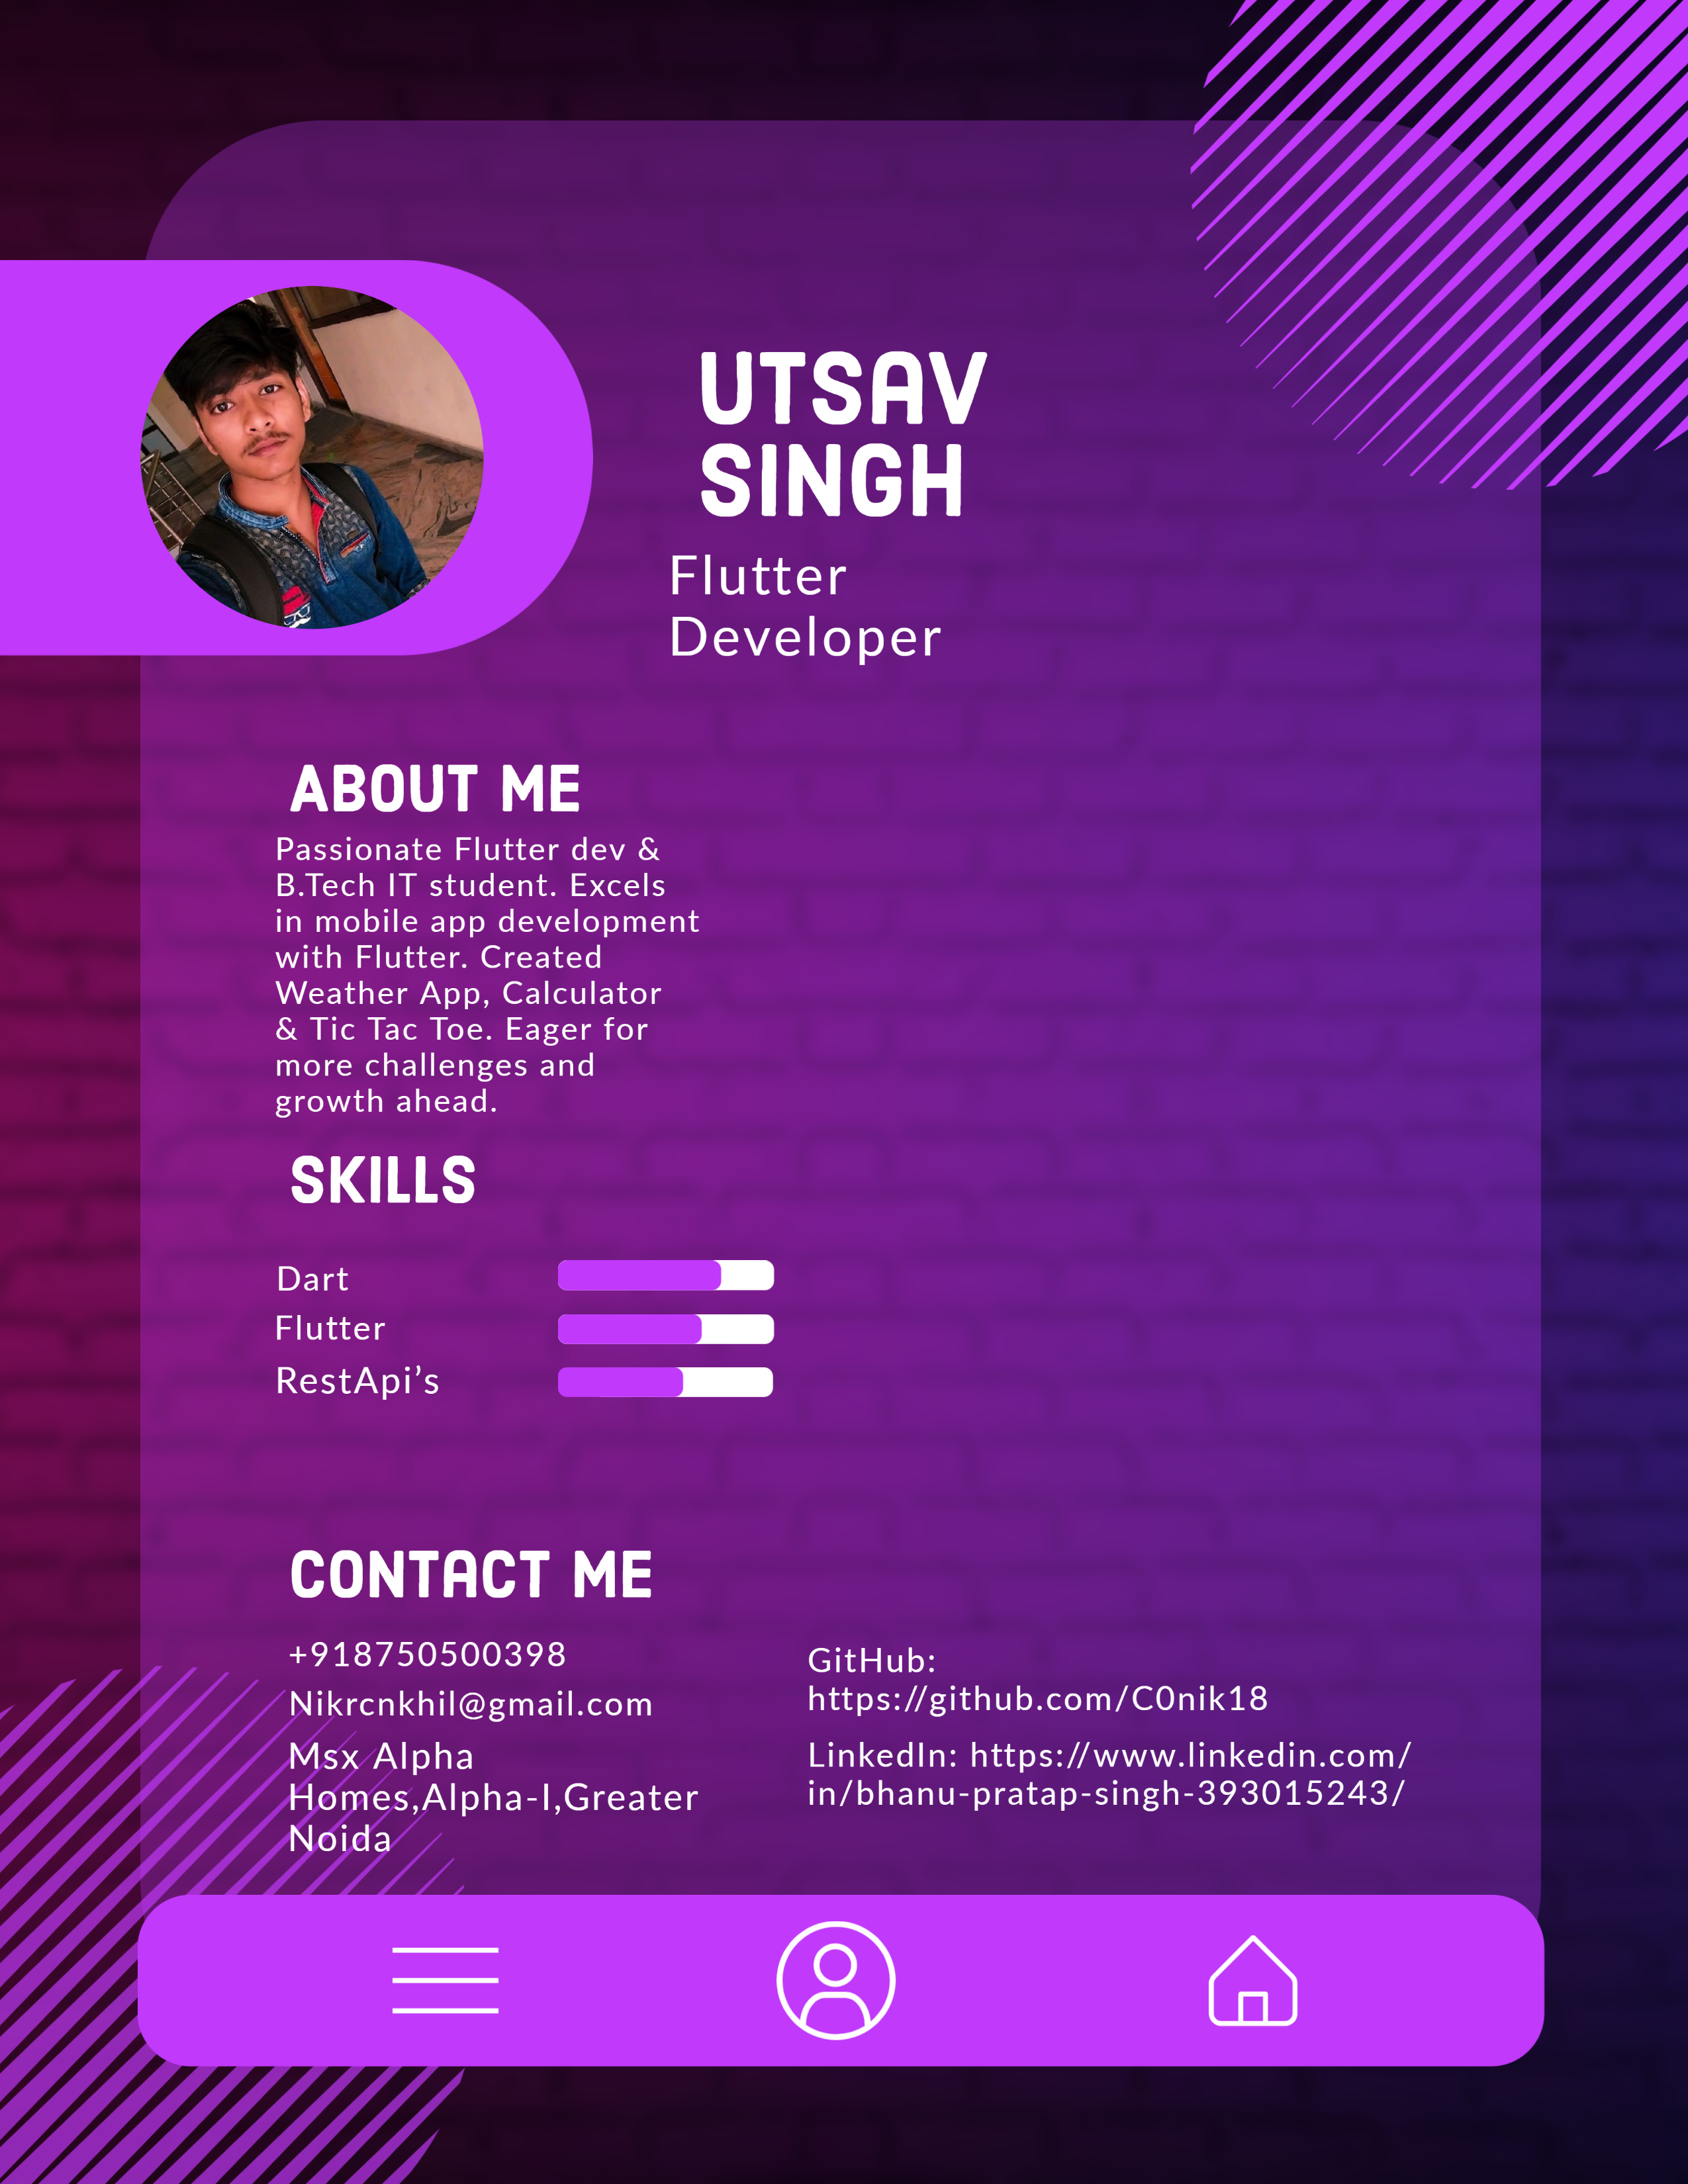 UTSAV
SINGH
Flutter
Developer
ABOUT ME
Passionate Flutter dev &
B.Tech IT student. Excels
in mobile app development
with Flutter. Created
Weather App, Calculator
& Tic Tac Toe. Eager for
more challenges and
growth ahead.
SKILLS
Dart
Flutter
RestApi’s
CONTACT ME
+918750500398
Nikrcnkhil@gmail.com
Msx Alpha
Homes,Alpha-I,Greater
Noida
GitHub:
https://github.com/C0nik18
LinkedIn: https://www.linkedin.com/
in/bhanu-pratap-singh-393015243/